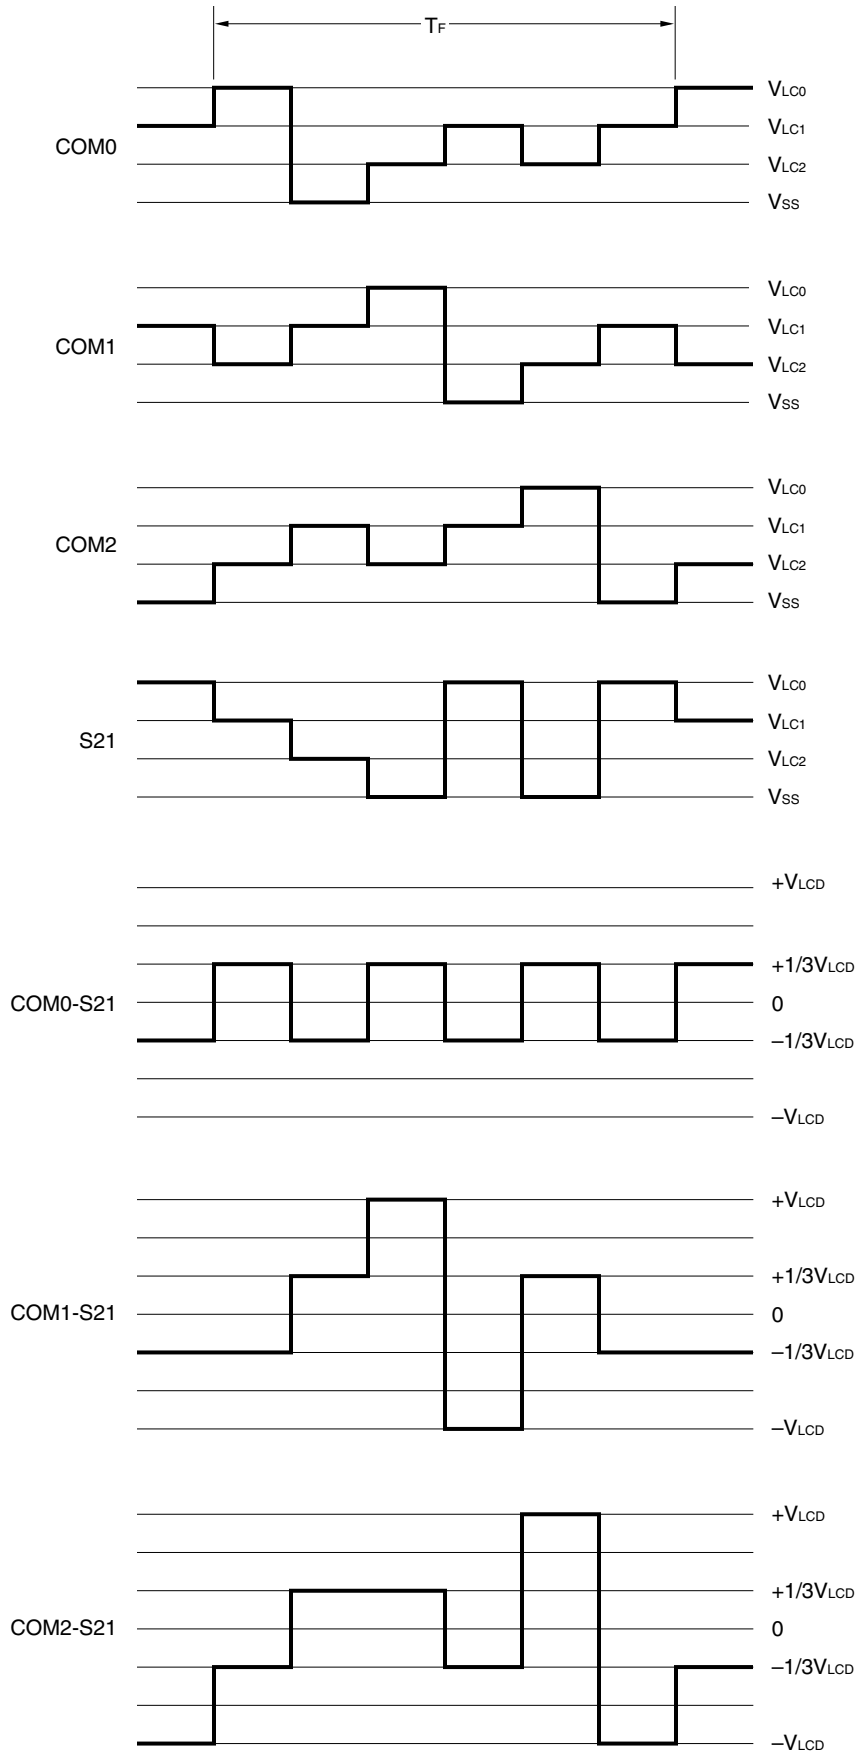 TF
VLC0
VLC1
COM0
VLC2
VSS
VLC0
VLC1
COM1
VLC2
VSS
VLC0
VLC1
COM2
VLC2
VSS
VLC0
VLC1
S21
VLC2
VSS
+VLCD
+1/3VLCD
COM0-S21
0
–1/3VLCD
–VLCD
+VLCD
+1/3VLCD
COM1-S21
0
–1/3VLCD
–VLCD
+VLCD
+1/3VLCD
COM2-S21
0
–1/3VLCD
–VLCD